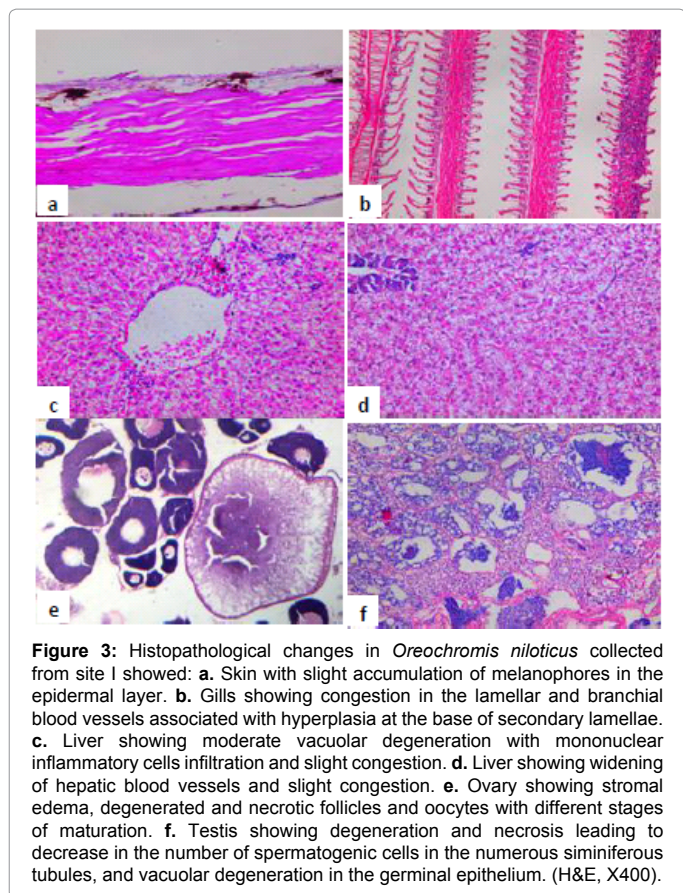 a
b
c
d
e
f
Figure 3: Histopathological changes in Oreochromis niloticus collected
from site I showed: a. Skin with slight accumulation of melanophores in the
epidermal layer. b. Gills showing congestion in the lamellar and branchial
blood vessels associated with hyperplasia at the base of secondary lamellae.
c. Liver showing moderate vacuolar degeneration with mononuclear
inflammatory cells infiltration and slight congestion. d. Liver showing widening
of hepatic blood vessels and slight congestion. e. Ovary showing stromal
edema, degenerated and necrotic follicles and oocytes with different stages
of maturation. f. Testis showing degeneration and necrosis leading to
decrease in the number of spermatogenic cells in the numerous siminiferous
tubules, and vacuolar degeneration in the germinal epithelium. (H&E, X400).